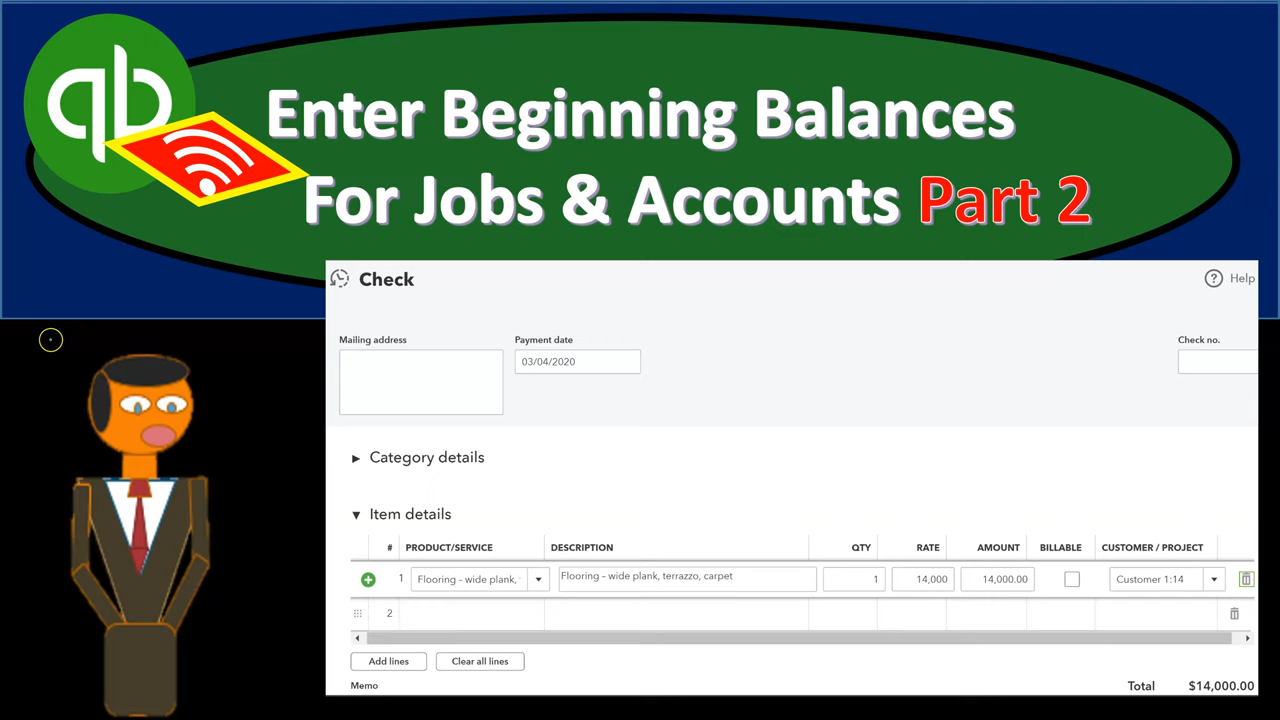 qb
Enter Beginning Balances
For Jobs & Accounts Part 2
Check
Help
Mailing address
Payment date
Check no.
03/04/2020
Category details
Item details
# PRODUCT/SERVICE DESCRIPTION QTY RATE AMOUNT BILLABLE CUSTOMER / PROJECT
1 Flooring – wide plank, Flooring – wide plank, terrazzo, carpet 1 14,000 14,000.00 Customer 1:14
2
Add lines Clear all lines
Memo Total $14,000.00